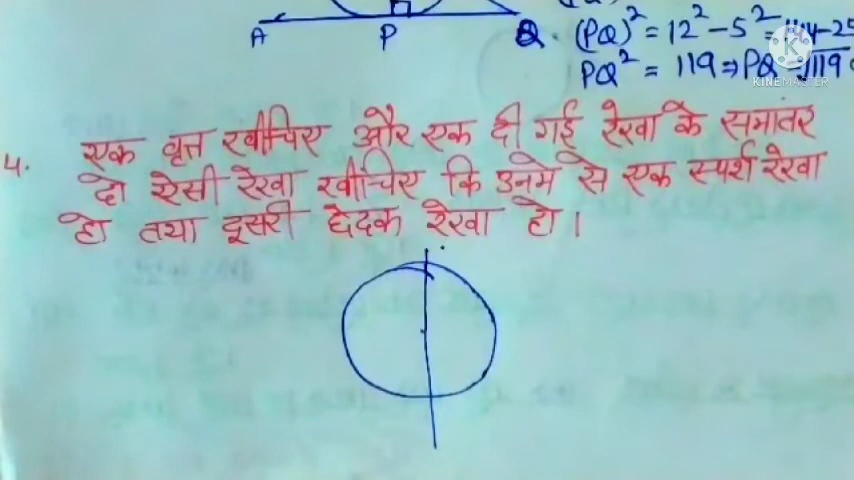 A P B. (PQ)² = 12² - 5² = 144-25
PQ² = 119 ⇒ PQ = √119
K
KINEMASTER
4. एक वृत्त खींचिए और एक दी गई रेखा के समांतर
दो ऐसी रेखा खींचिए कि उनमे से एक स्पर्श रेखा
हो तथा दूसरी छेदक रेखा हो।